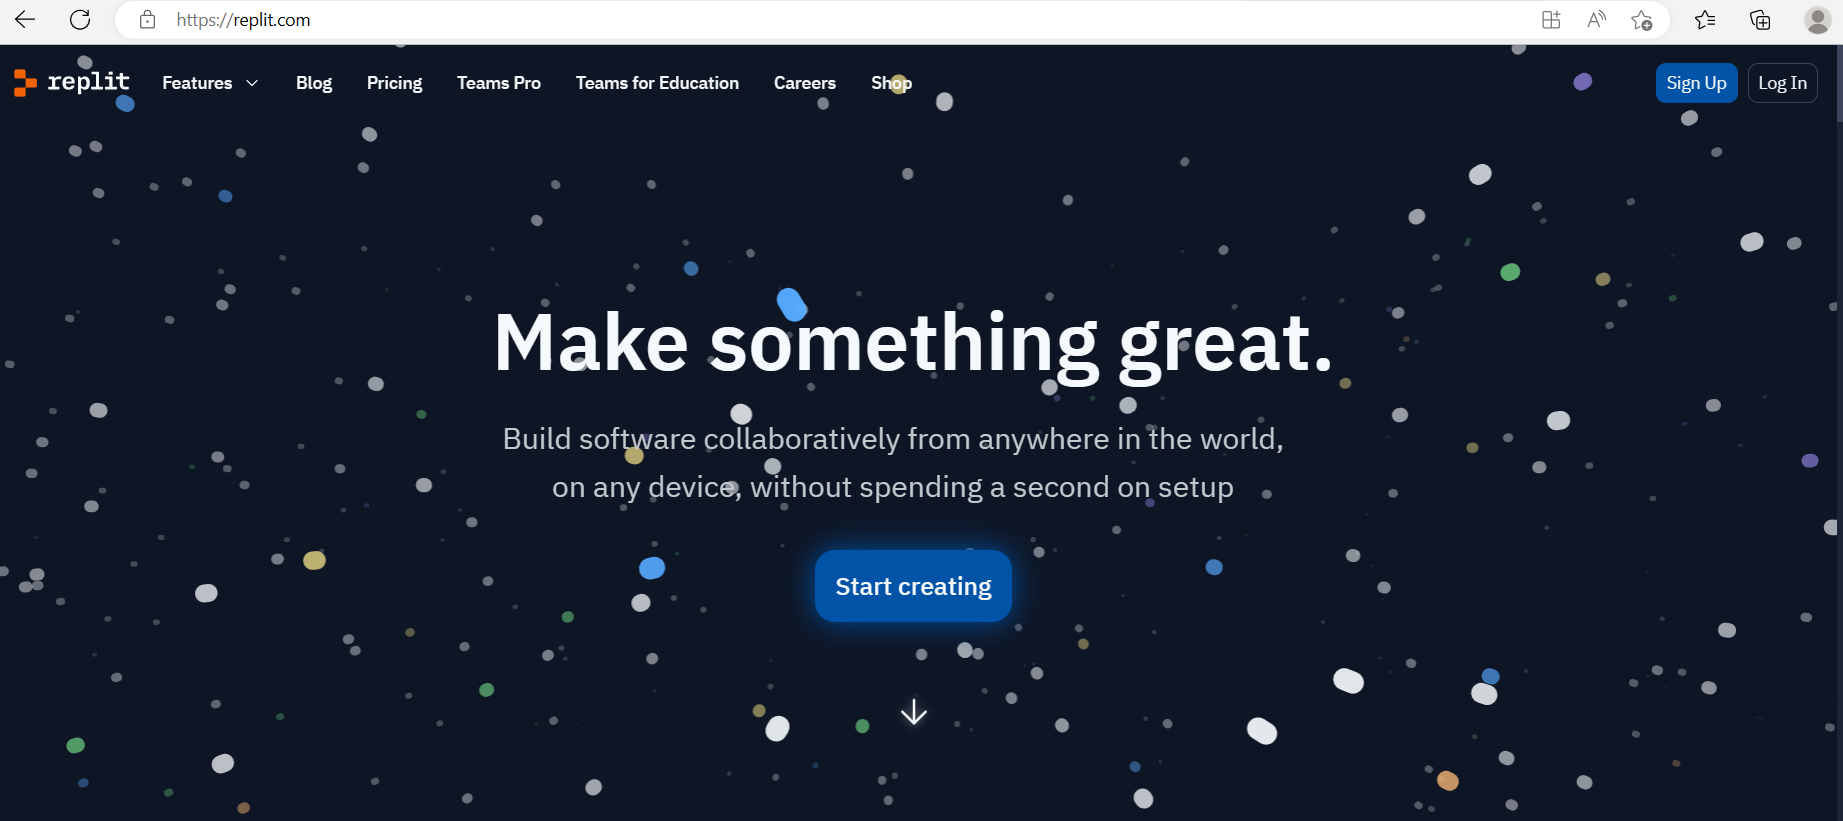 https://replit.com
replit Features Blog Pricing Teams Pro Teams for Education Careers Shop Sign Up Log In
Make something great.
Build software collaboratively from anywhere in the world,
on any device, without spending a second on setup
Start creating